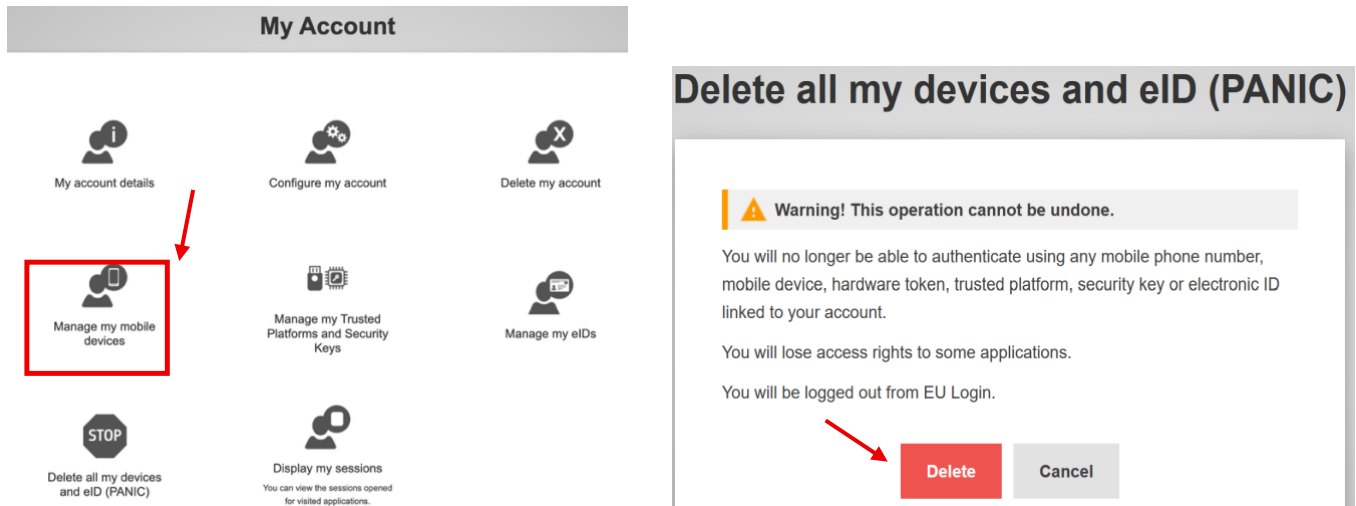 My Account
My account details
Configure my account
Delete my account
Manage my mobile
devices
Manage my Trusted
Platforms and Security
Keys
Manage my eIDs
STOP
Delete all my devices
and eID (PANIC)
Display my sessions
You can view the sessions opened
for visited applications.
Delete all my devices and eID (PANIC)
Warning! This operation cannot be undone.
You will no longer be able to authenticate using any mobile phone number,
mobile device, hardware token, trusted platform, security key or electronic ID
linked to your account.
You will lose access rights to some applications.
You will be logged out from EU Login.
Delete
Cancel